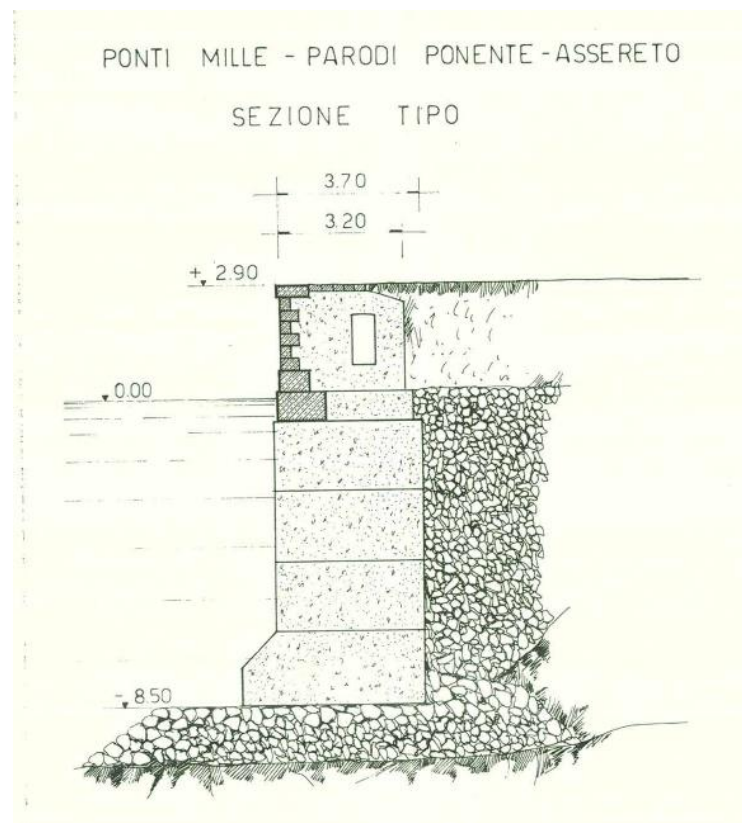 PONTI MILLE - PARODI PONENTE - ASSERETO
SEZIONE TIPO
3.70
3.20
+ 2.90
0.00
- 8.50